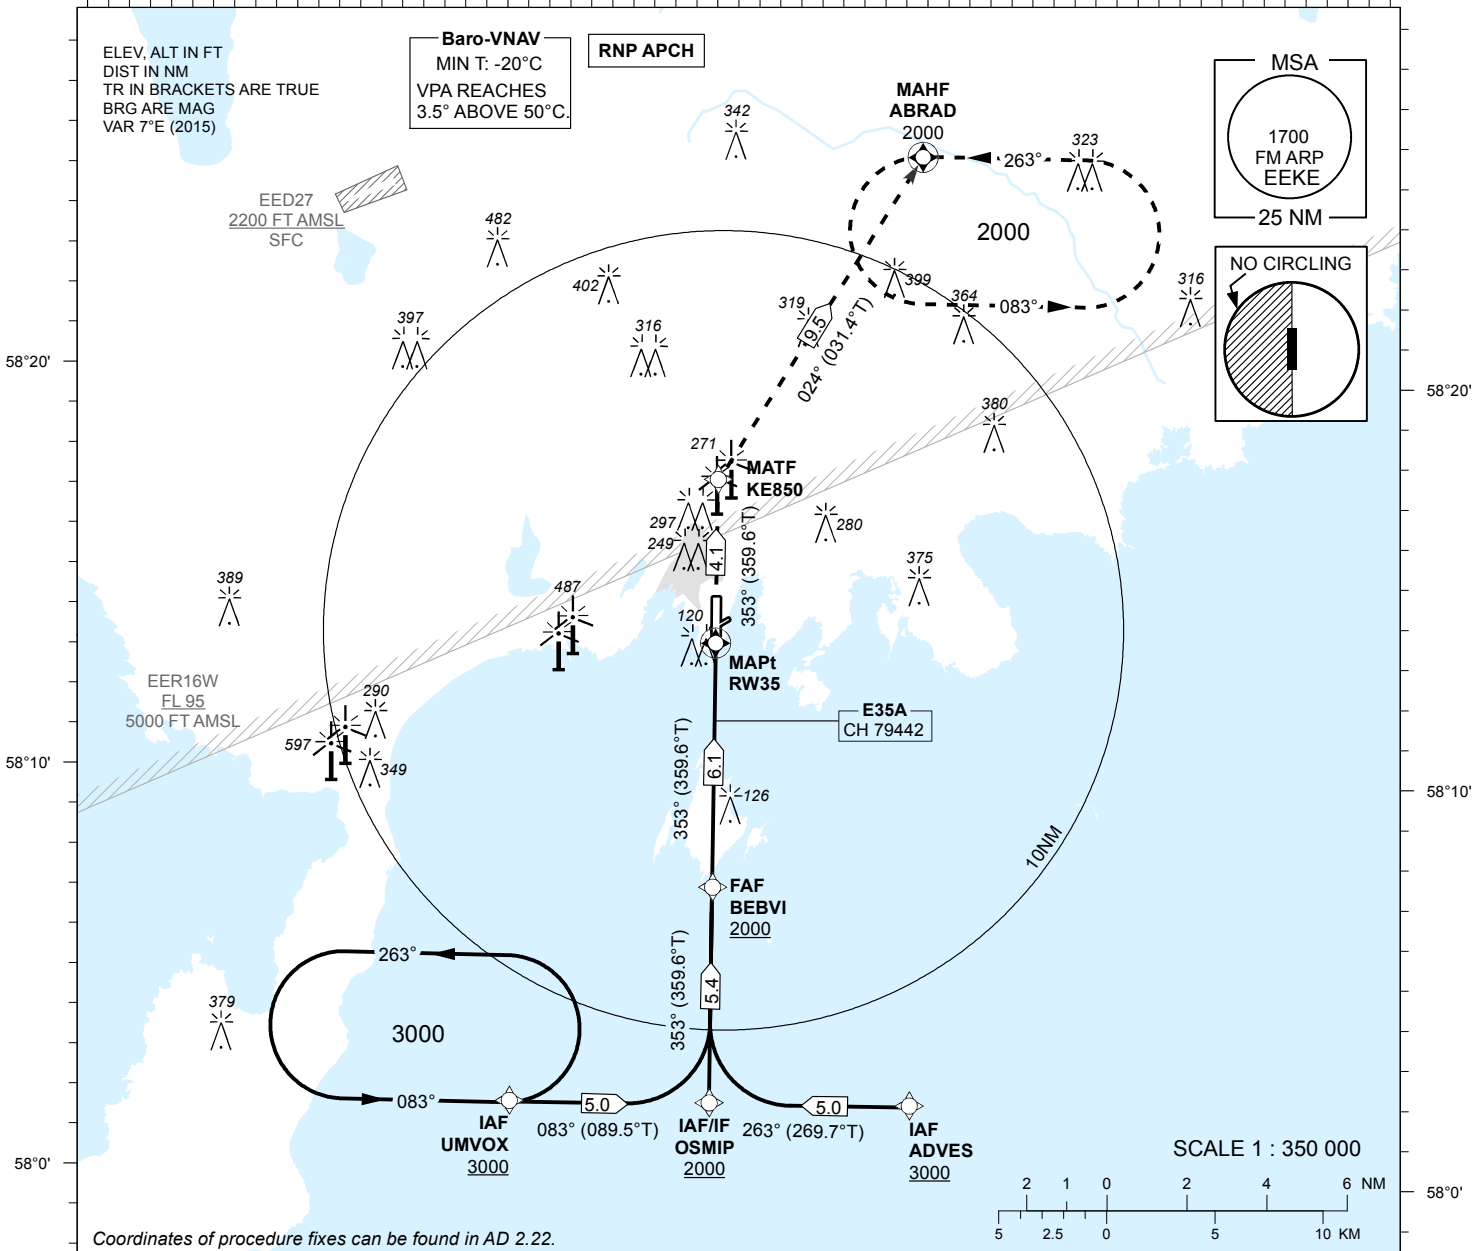 ELEV, ALT IN FT
DIST IN NM
TR IN BRACKETS ARE TRUE
BRG ARE MAG
VAR 7°E (2015)
Baro-VNAV
MIN T: -20°C
VPA REACHES
3.5° ABOVE 50°C.
RNP APCH
MSA
1700
FM ARP
EEKE
25 NM
NO CIRCLING
MAHF
ABRAD
2000
342
323
263°
2000
083°
EED27
2200 FT AMSL
SFC
482
402
397
316
319
399
364
316
9.5
024° (031.4°T)
58°20'
58°20'
380
271
MATF
KE850
297
249
280
4.1
353° (359.6°T)
375
389
487
120
MAPt
RW35
EER16W
FL 95
5000 FT AMSL
290
597
349
E35A
CH 79442
6.1
353° (359.6°T)
126
58°10'
58°10'
10NM
FAF
BEBVI
2000
263°
5.4
353° (359.6°T)
379
3000
083°
5.0
5.0
IAF
UMVOX
3000
083° (089.5°T)
IAF/IF
OSMIP
2000
263° (269.7°T)
IAF
ADVES
3000
SCALE 1 : 350 000
58°0'
58°0'
2 1 0 2 4 6 NM
5 2.5 0 5 10 KM
Coordinates of procedure fixes can be found in AD 2.22.